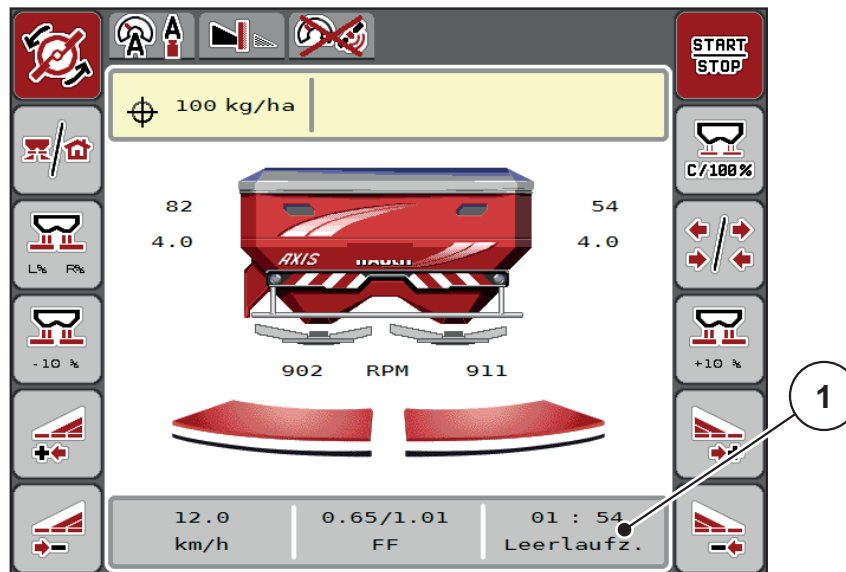 A A
START
STOP
100 kg/ha
C/100%
82 54
4.0 4.0
AXIS RAUCH
L% R%
-10 % +10 %
902 RPM 911
1
12.0 0.65/1.01 01 : 54
km/h FF Leerlaufz.